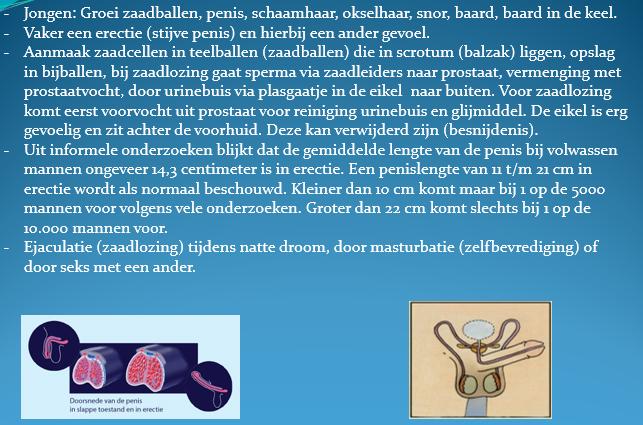 - Jongen: Groei zaadballen, penis, schaamhaar, okselhaar, snor, baard, baard in de keel.
- Vaker een erectie (stijve penis) en hierbij een ander gevoel.
- Aanmaak zaadcellen in teelballen (zaadballen) die in scrotum (balzak) liggen, opslag
in bijballen, bij zaadlozing gaat sperma via zaadleiders naar prostaat, vermenging met
prostaatvocht, door urinebuis via plasgaatje in de eikel naar buiten. Voor zaadlozing
komt eerst voorvocht uit prostaat voor reiniging urinebuis en glijmiddel. De eikel is erg
gevoelig en zit achter de voorhuid. Deze kan verwijderd zijn (besnijdenis).
- Uit informele onderzoeken blijkt dat de gemiddelde lengte van de penis bij volwassen
mannen ongeveer 14,3 centimeter is in erectie. Een penislengte van 11 t/m 21 cm in
erectie wordt als normaal beschouwd. Kleiner dan 10 cm komt maar bij 1 op de 5000
mannen voor volgens vele onderzoeken. Groter dan 22 cm komt slechts bij 1 op de
10.000 mannen voor.
- Ejaculatie (zaadlozing) tijdens natte droom, door masturbatie (zelfbevrediging) of
door seks met een ander.
Doorsnede van de penis
in slappe toestand en in erectie